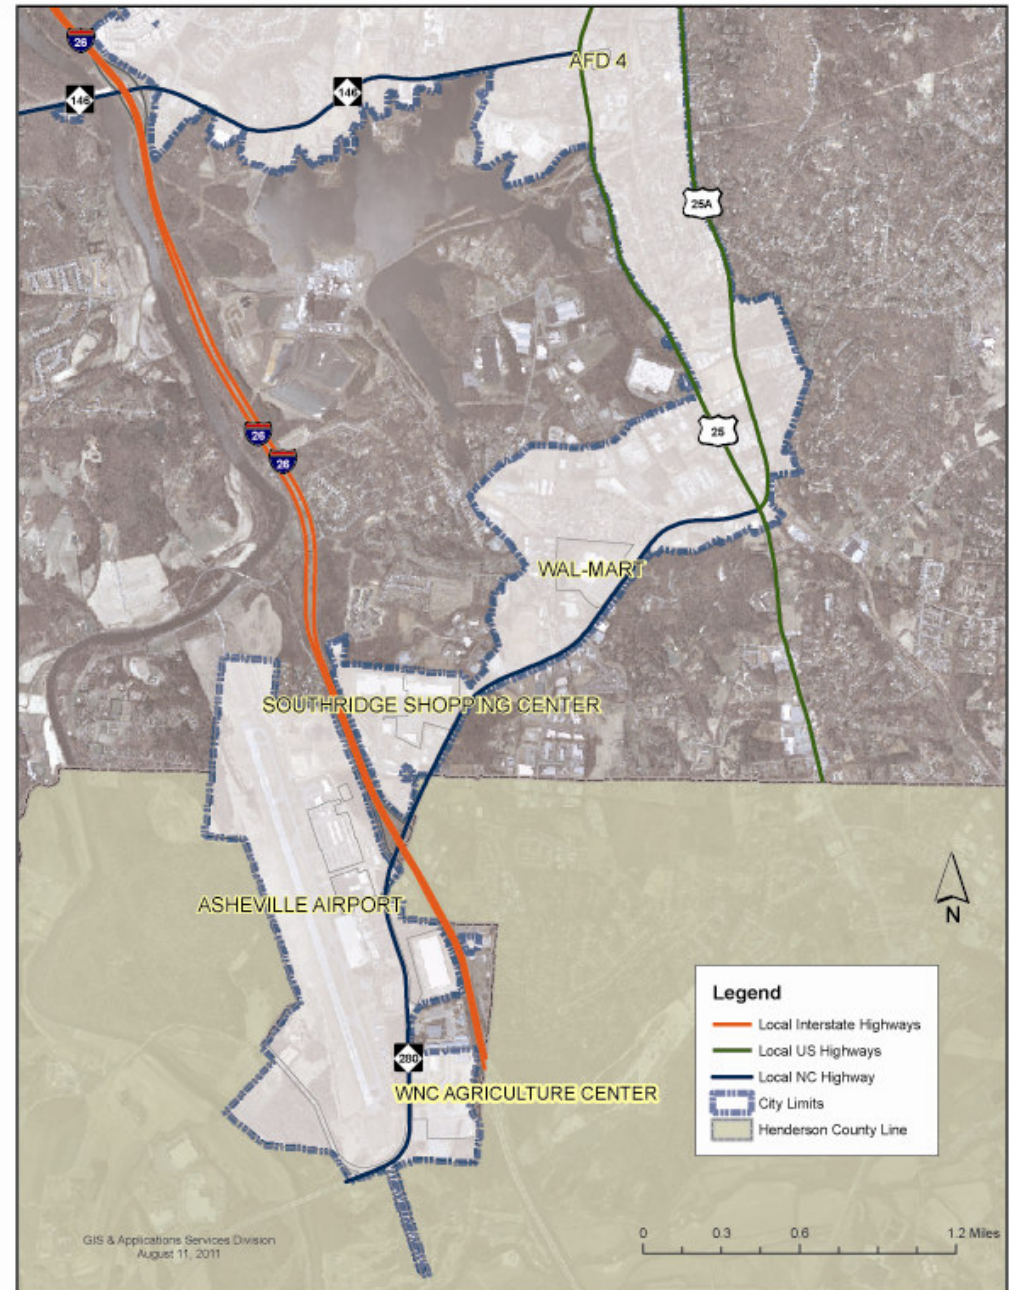 26
AFD 4
146
146
25A
25
26
26
WAL-MART
SOUTHRIDGE SHOPPING CENTER
ASHEVILLE AIRPORT
N
280
WNC AGRICULTURE CENTER
Legend
Local Interstate Highways
Local US Highways
Local NC Highway
City Limits
Henderson County Line
GIS & Applications Services Division
August 11, 2011
0 0.3 0.6 1.2 Miles